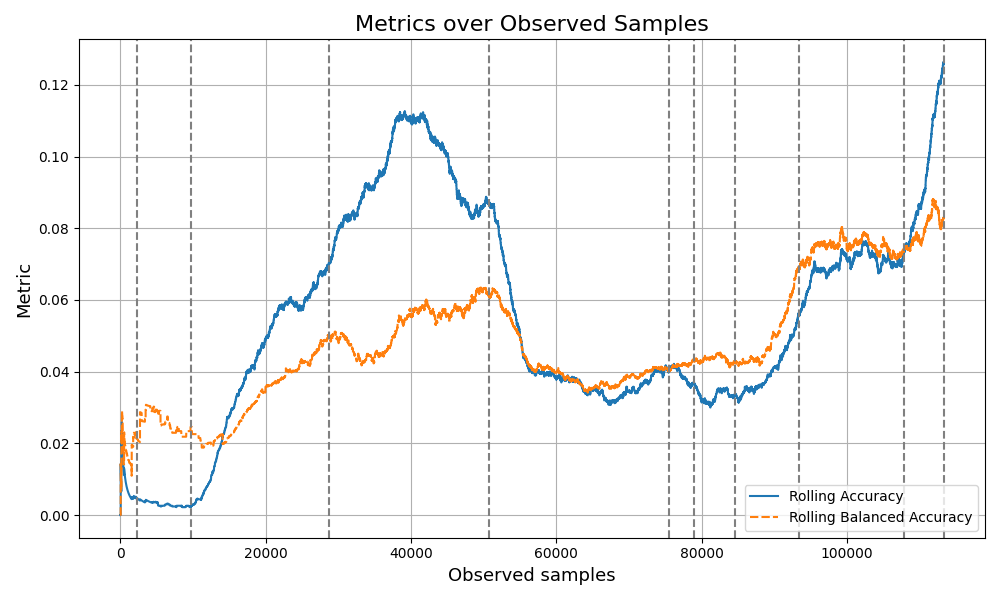 Metrics over Observed Samples
Metric
0.12
0.10
0.08
0.06
0.04
0.02
0.00
0
20000
40000
60000
80000
100000
Observed samples
Rolling Accuracy
Rolling Balanced Accuracy